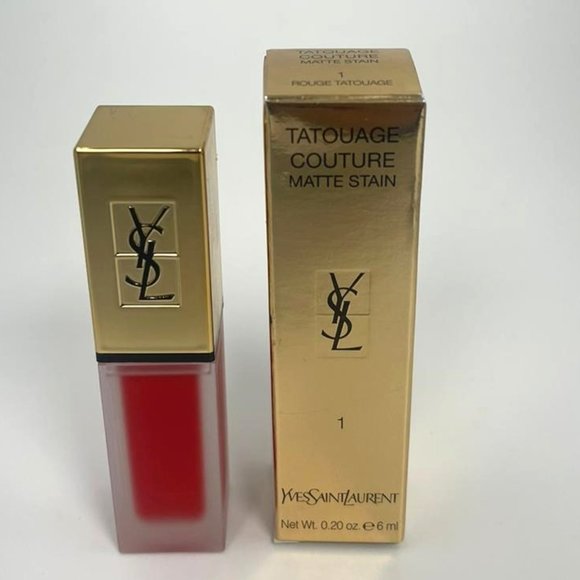 TATOUAGE
COUTURE
MATTE STAIN
1
ROUGE TATOUAGE
TATOUAGE
COUTURE
MATTE STAIN
YSL
YSL
1
YVESSAINTLAURENT
Net Wt. 0.20 oz. ℮ 6 ml